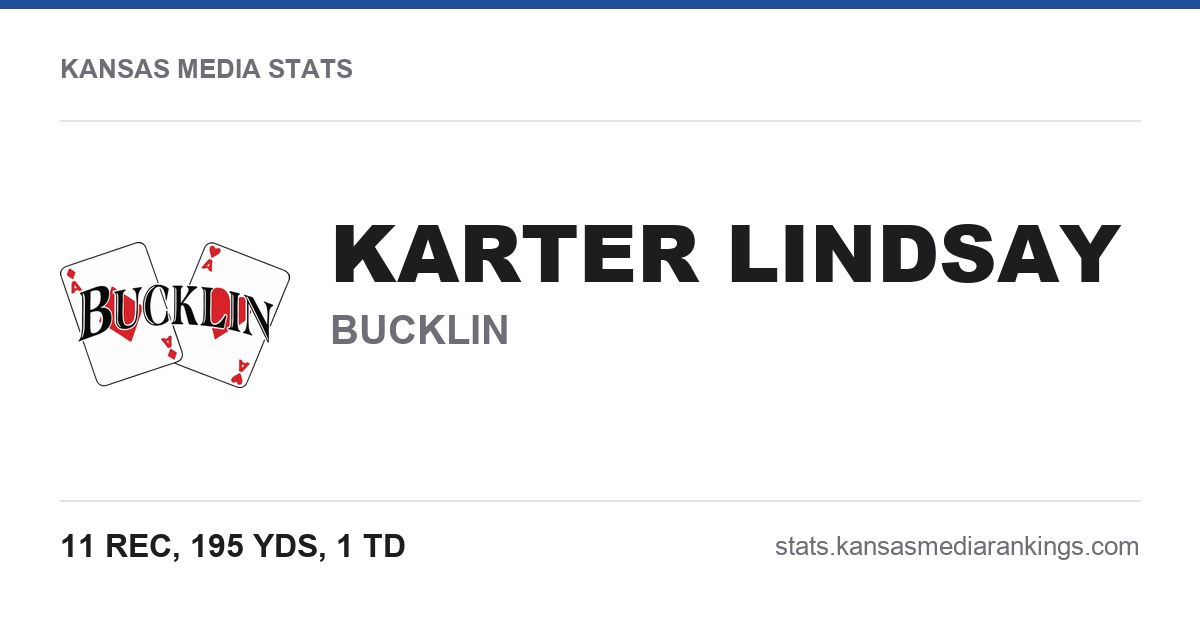 KANSAS MEDIA STATS
KARTER LINDSAY
BUCKLIN
A
A
BUCKLIN
A
A
11 REC, 195 YDS, 1 TD
stats.kansasmediarankings.com